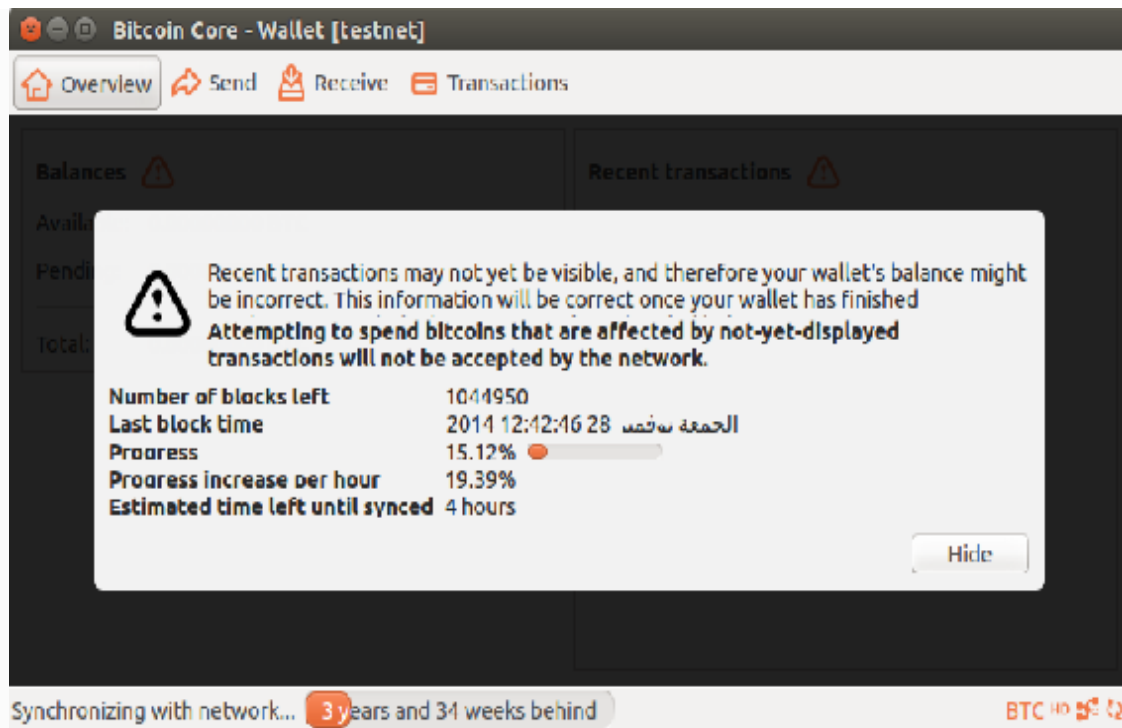 Bitcoin Core - Wallet [testnet]
Overview Send Receive Transactions
Balances Recent transactions
Pendi
Total:
Recent transactions may not yet be visible, and therefore your wallet's balance might
be incorrect. This information will be correct once your wallet has finished
Attempting to spend bitcoins that are affected by not-yet-displayed
transactions will not be accepted by the network.
Number of blocks left 1044950
Last block time الجمعة نوفمبر 28 12:42:46 2014
Progress 15.12%
Progress increase per hour 19.39%
Estimated time left until synced 4 hours
Hide
Synchronizing with network... 3 years and 34 weeks behind BTC HD